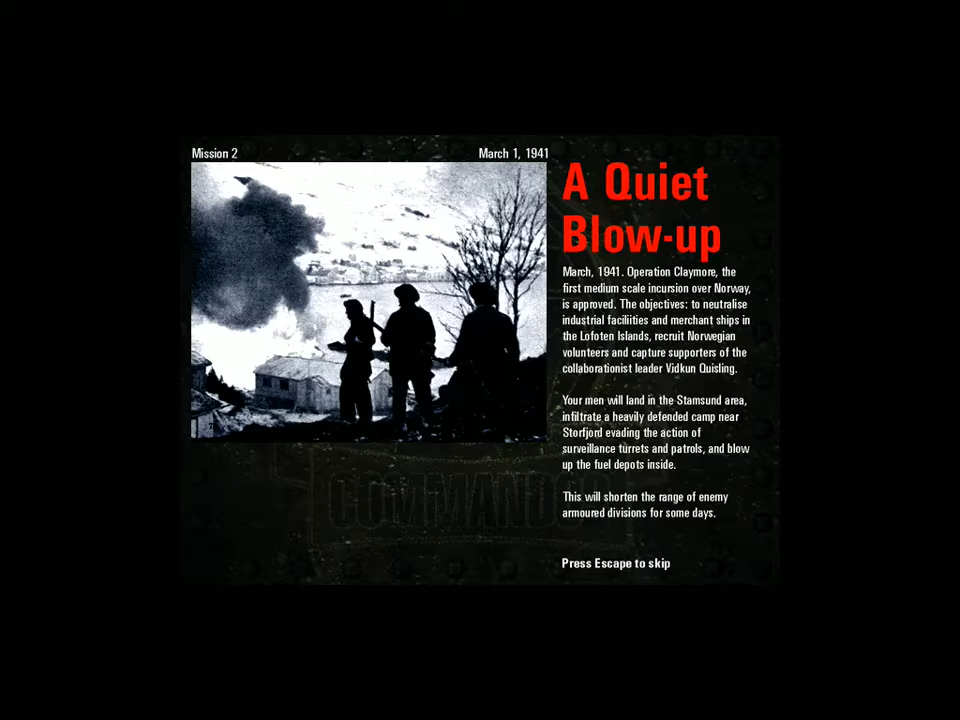 Mission 2
March 1, 1941
A Quiet
Blow-up
March, 1941. Operation Claymore, the
first medium scale incursion over Norway,
is approved. The objectives: to neutralise
industrial facilities and merchant ships in
the Lofoten Islands, recruit Norwegian
volunteers and capture supporters of the
collaborationist leader Vidkun Quisling.
Your men will land in the Stamsund area,
infiltrate a heavily defended camp near
Storfjord evading the action of
surveillance turrets and patrols, and blow
up the fuel depots inside.
This will shorten the range of enemy
armoured divisions for some days.
COMMANDOS
Press Escape to skip